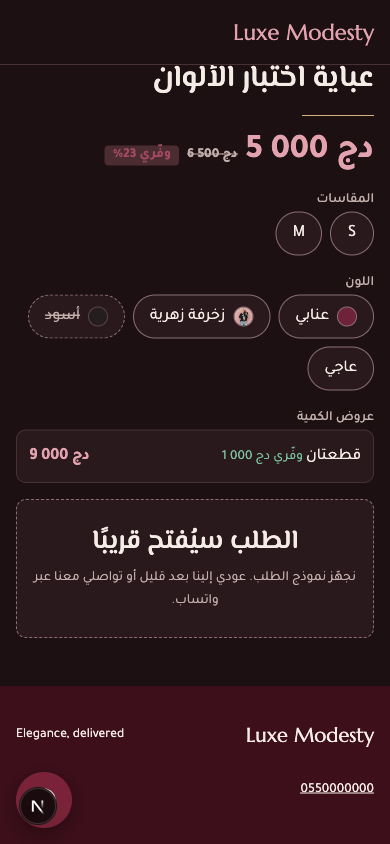 Luxe Modesty
عباية اختبار الألوان
دج 000 5 دج 500 6 وفّري 23%
المقاسات
S M
اللون
عنابي زخرفة زهرية أسود
عاجي
عروض الكمية
قطعتان وفّري دج 000 1 دج 000 9
الطلب سيُفتح قريبًا
نجهّز نموذج الطلب. عودي إلينا بعد قليل أو تواصلي معنا عبر
واتساب.
Luxe Modesty Elegance, delivered
0550000000
N